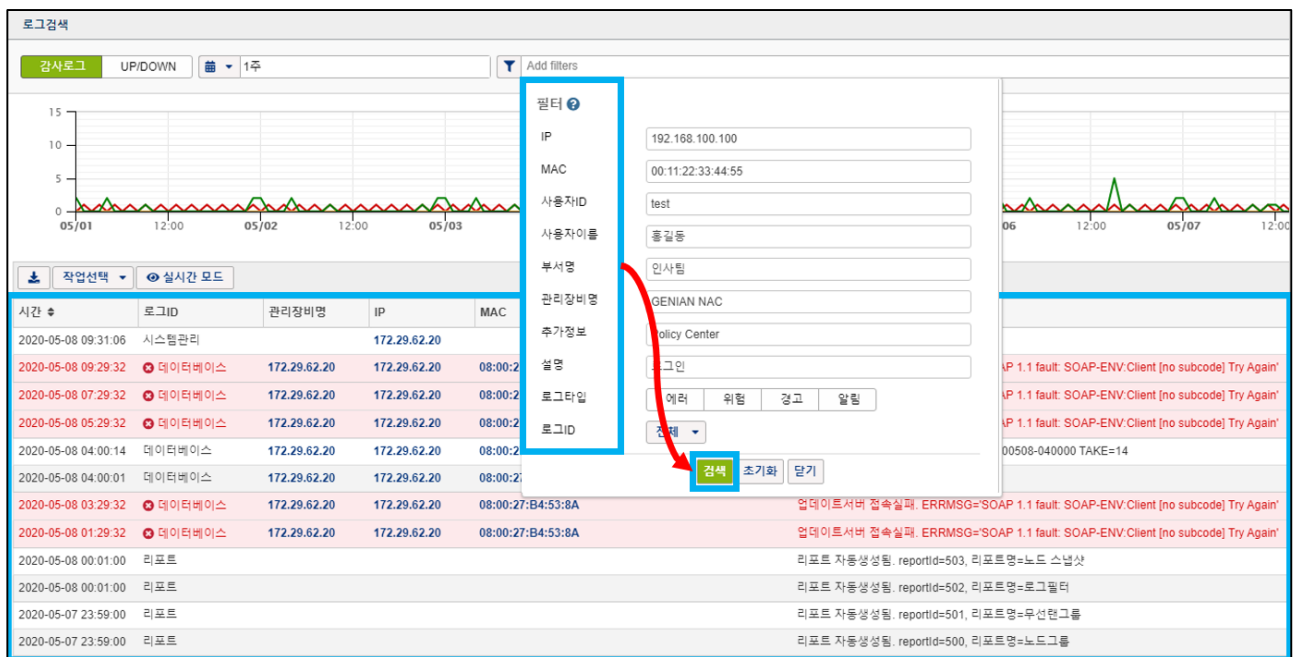 로그검색
감사로그 UP/DOWN 1주 Add filters
15
10
5
0
05/01 12:00 05/02 12:00 05/03 06 12:00 05/07 12:00
필터
IP 192.168.100.100
MAC 00:11:22:33:44:55
사용자ID test
사용자이름 홍길동
부서명 인사팀
관리장비명 GENIAN NAC
추가정보 Policy Center
설명 로그인
로그타입 에러 위험 경고 알림
로그ID 전체
검색 초기화 닫기
작업선택 실시간 모드
시간 로그ID 관리장비명 IP MAC
2020-05-08 09:31:06 시스템관리 172.29.62.20
2020-05-08 09:29:32 데이터베이스 172.29.62.20 172.29.62.20 08:00:2 AP 1.1 fault: SOAP-ENV:Client [no subcode] Try Again'
2020-05-08 07:29:32 데이터베이스 172.29.62.20 172.29.62.20 08:00:2 AP 1.1 fault: SOAP-ENV:Client [no subcode] Try Again'
2020-05-08 05:29:32 데이터베이스 172.29.62.20 172.29.62.20 08:00:2 AP 1.1 fault: SOAP-ENV:Client [no subcode] Try Again'
2020-05-08 04:00:14 데이터베이스 172.29.62.20 172.29.62.20 08:00:2 00508-040000 TAKE=14
2020-05-08 04:00:01 데이터베이스 172.29.62.20 172.29.62.20 08:00:27
2020-05-08 03:29:32 데이터베이스 172.29.62.20 172.29.62.20 08:00:27:B4:53:8A 업데이트서버 접속실패. ERRMSG='SOAP 1.1 fault: SOAP-ENV:Client [no subcode] Try Again'
2020-05-08 01:29:32 데이터베이스 172.29.62.20 172.29.62.20 08:00:27:B4:53:8A 업데이트서버 접속실패. ERRMSG='SOAP 1.1 fault: SOAP-ENV:Client [no subcode] Try Again'
2020-05-08 00:01:00 리포트 리포트 자동생성됨. reportId=503, 리포트명=노드 스냅샷
2020-05-08 00:01:00 리포트 리포트 자동생성됨. reportId=502, 리포트명=로그필터
2020-05-07 23:59:00 리포트 리포트 자동생성됨. reportId=501, 리포트명=무선랜그룹
2020-05-07 23:59:00 리포트 리포트 자동생성됨. reportId=500, 리포트명=노드그룹